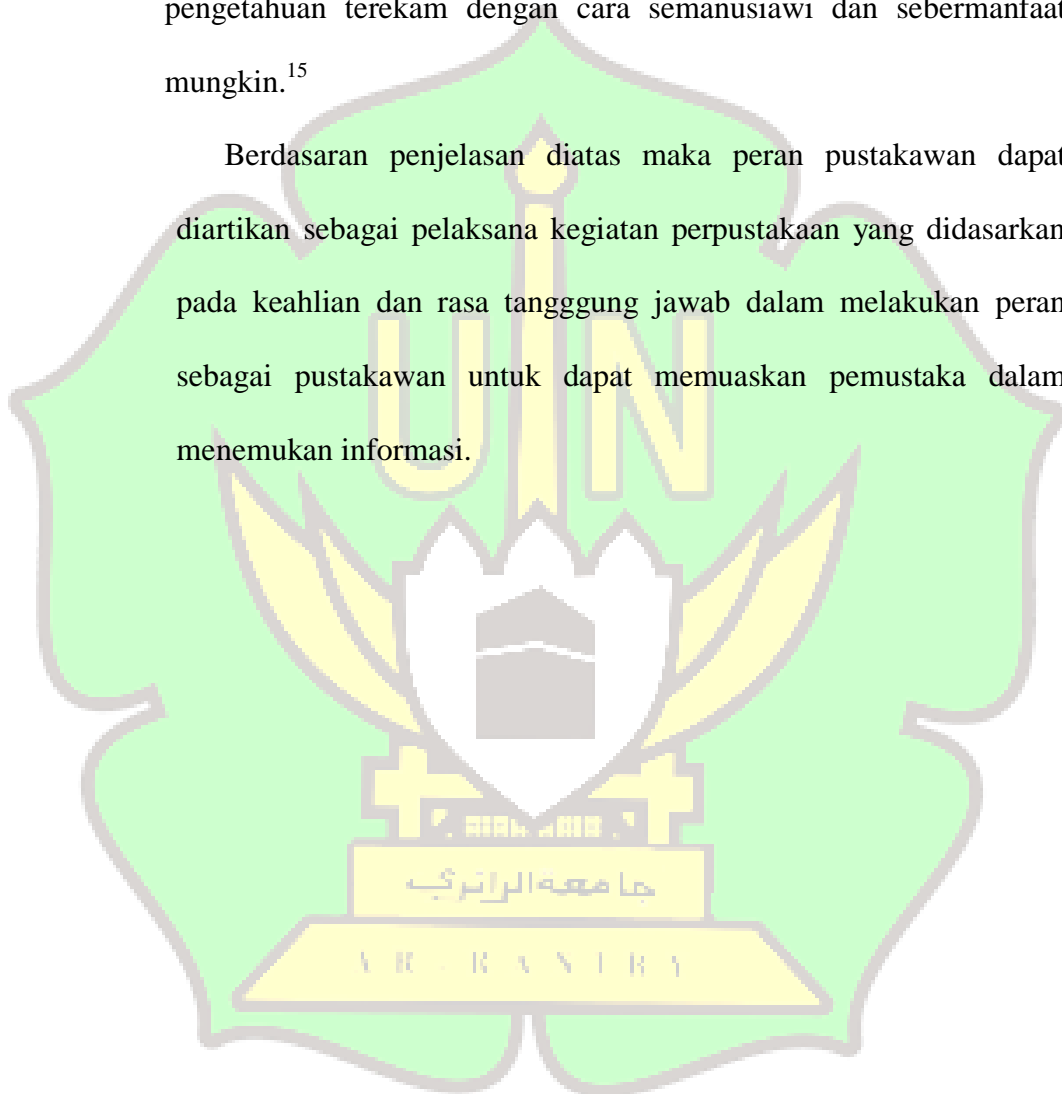 pengetahuan terekam dengan cara semanusiawi dan sebermanfaat
mungkin.¹⁵
Berdasaran penjelasan diatas maka peran pustakawan dapat
diartikan sebagai pelaksana kegiatan perpustakaan yang didasarkan
pada keahlian dan rasa tangggung jawab dalam melakukan peran
sebagai pustakawan untuk dapat memuaskan pemustaka dalam
menemukan informasi.
UIN
جامعةالرانري
AR - RANIRY